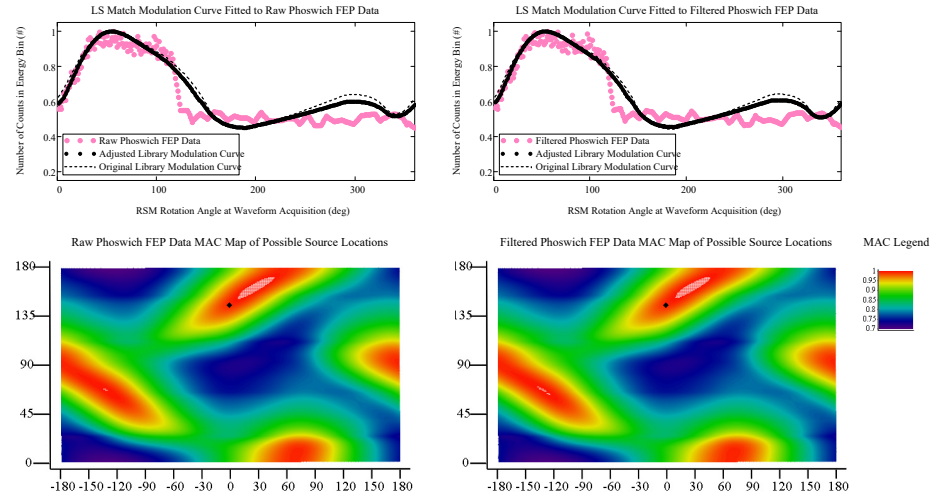 LS Match Modulation Curve Fitted to Raw Phoswich FEP Data
Number of Counts in Energy Bin (#)
1
0.8
0.6
0.4
0.2
Raw Phoswich FEP Data
Adjusted Library Modulation Curve
Original Library Modulation Curve
0 100 200 300
RSM Rotation Angle at Waveform Acquisition (deg)
LS Match Modulation Curve Fitted to Filtered Phoswich FEP Data
Number of Counts in Energy Bin (#)
1
0.8
0.6
0.4
0.2
Filtered Phoswich FEP Data
Adjusted Library Modulation Curve
Original Library Modulation Curve
0 100 200 300
RSM Rotation Angle at Waveform Acquisition (deg)
Raw Phoswich FEP Data MAC Map of Possible Source Locations
180
135
90
45
0
-180 -150 -120 -90 -60 -30 0 30 60 90 120 150 180
Filtered Phoswich FEP Data MAC Map of Possible Source Locations
180
135
90
45
0
-180 -150 -120 -90 -60 -30 0 30 60 90 120 150 180
MAC Legend
1
0.95
0.9
0.85
0.8
0.75
0.7